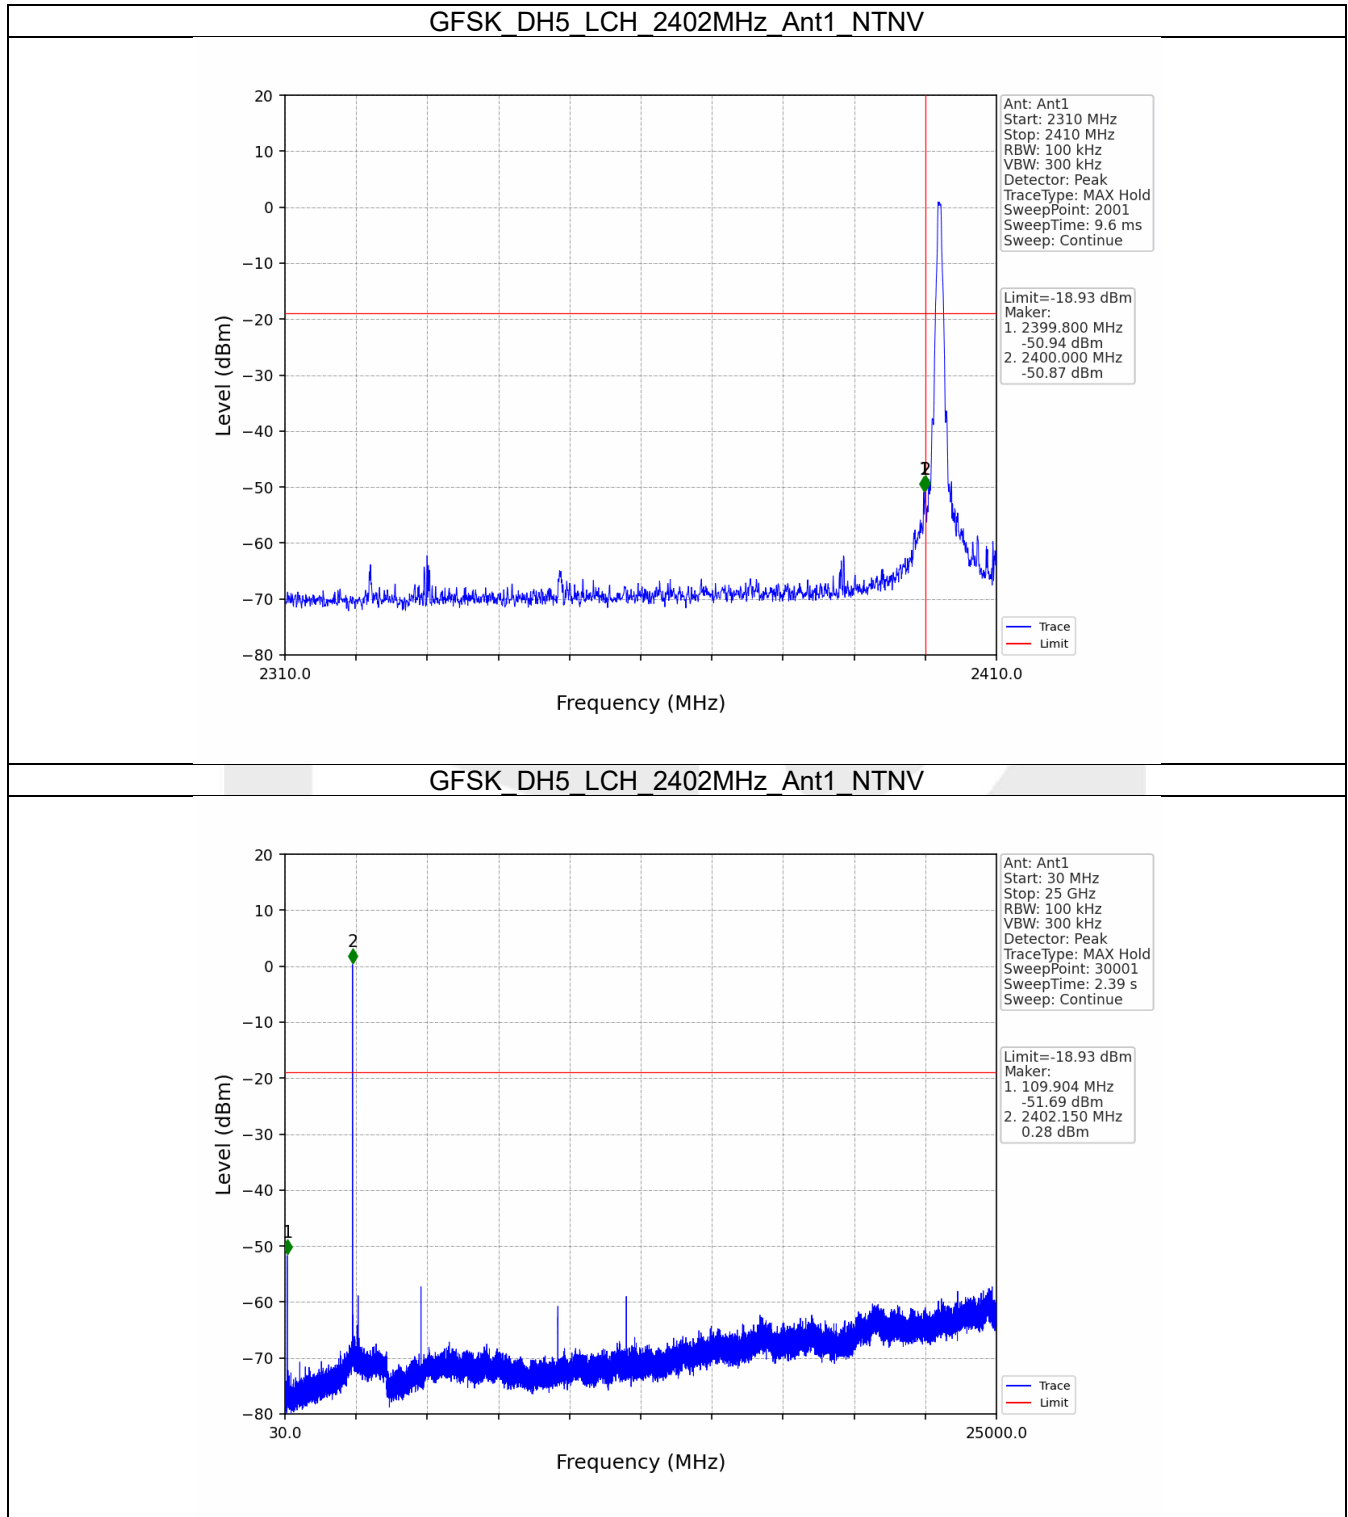 GFSK_DH5_LCH_2402MHz_Ant1_NTNV
20
10
0
−10
−20
−30
−40
−50
−60
−70
−80
Level (dBm)
2310.0
2410.0
Frequency (MHz)
1
2
Ant: Ant1
Start: 2310 MHz
Stop: 2410 MHz
RBW: 100 kHz
VBW: 300 kHz
Detector: Peak
TraceType: MAX Hold
SweepPoint: 2001
SweepTime: 9.6 ms
Sweep: Continue
Limit=-18.93 dBm
Maker:
1. 2399.800 MHz
-50.94 dBm
2. 2400.000 MHz
-50.87 dBm
Trace
Limit
GFSK_DH5_LCH_2402MHz_Ant1_NTNV
20
10
0
−10
−20
−30
−40
−50
−60
−70
−80
Level (dBm)
30.0
25000.0
Frequency (MHz)
1
2
Ant: Ant1
Start: 30 MHz
Stop: 25 GHz
RBW: 100 kHz
VBW: 300 kHz
Detector: Peak
TraceType: MAX Hold
SweepPoint: 30001
SweepTime: 2.39 s
Sweep: Continue
Limit=-18.93 dBm
Maker:
1. 109.904 MHz
-51.69 dBm
2. 2402.150 MHz
0.28 dBm
Trace
Limit